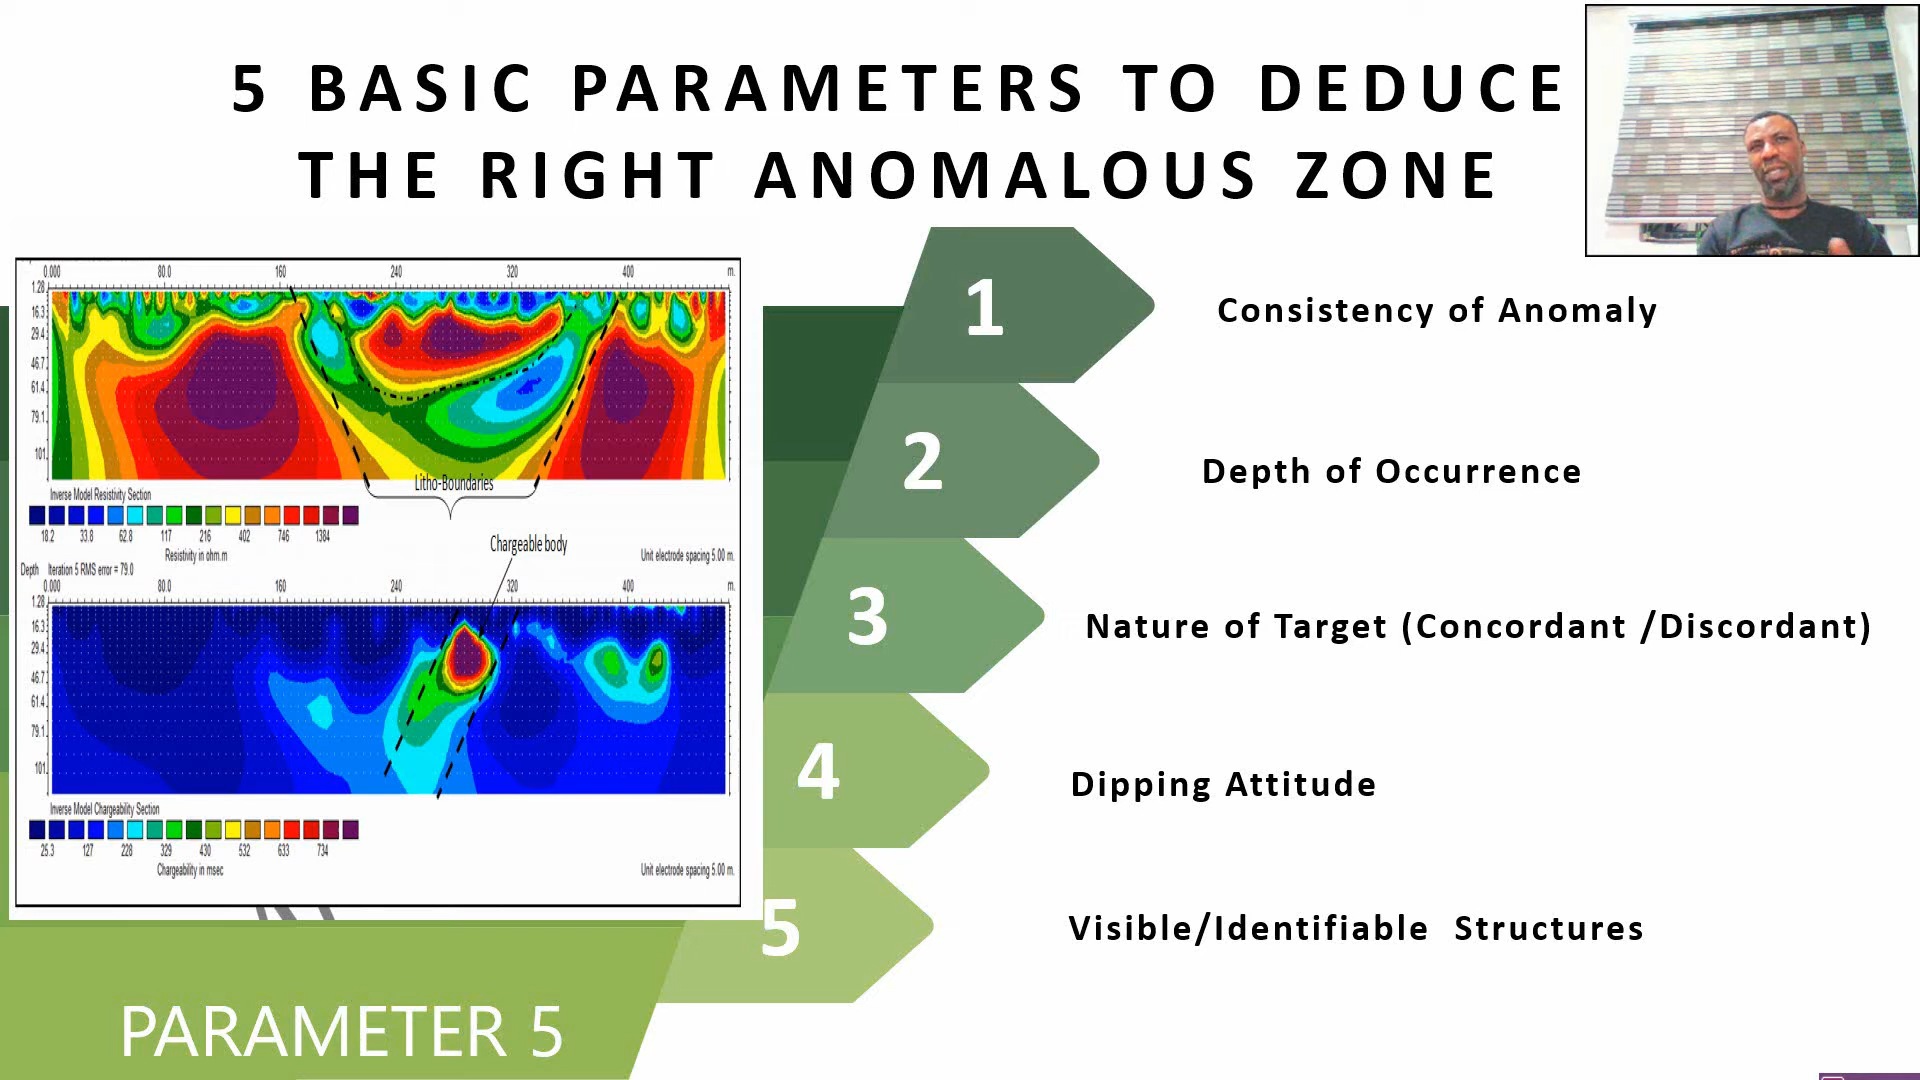 5 BASIC PARAMETERS TO DEDUCE
THE RIGHT ANOMALOUS ZONE
0.000 80.0 160 240 320 400 m.
1.28
16.3
29.4
46.7
61.4
79.1
101
Litho-Boundaries
Inverse Model Resistivity Section
18.2 33.8 62.8 117 216 402 746 1384
Resistivity in ohm.m
Unit electrode spacing 5.00 m.
Chargeable body
Depth Iteration 5 RMS error = 79.0
0.000 80.0 160 240 320 400 m.
1.28
16.3
29.4
46.7
61.4
79.1
101
Inverse Model Chargeability Section
25.3 127 228 329 430 532 633 734
Chargeability in msec
Unit electrode spacing 5.00 m.
1 Consistency of Anomaly
2 Depth of Occurrence
3 Nature of Target (Concordant /Discordant)
4 Dipping Attitude
5 Visible/Identifiable Structures
PARAMETER 5